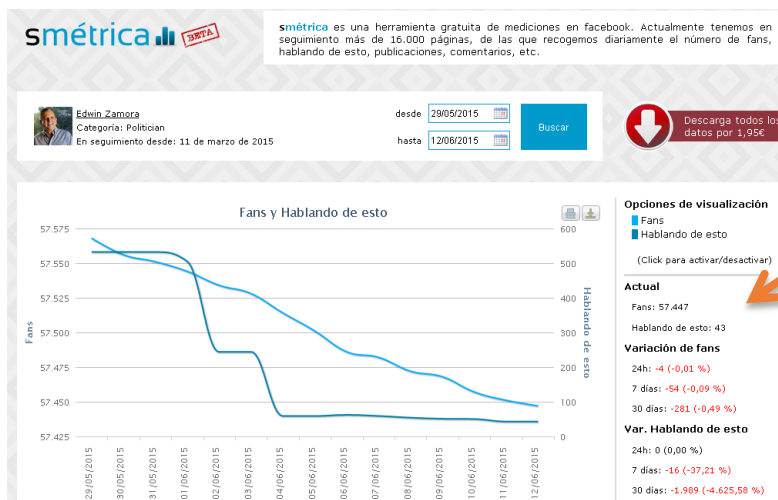 smétrica BETA
smétrica es una herramienta gratuita de mediciones en facebook. Actualmente tenemos en
seguimiento más de 16.000 páginas, de las que recogemos diariamente el número de fans,
hablando de esto, publicaciones, comentarios, etc.
Edwin Zamora
Categoría: Politician
En seguimiento desde: 11 de marzo de 2015
desde 29/05/2015
hasta 12/06/2015
Buscar
Descarga todos los
datos por 1,95€
Fans y Hablando de esto
Fans
57.575
57.550
57.525
57.500
57.475
57.450
57.425
600
500
400
300
200
100
0
Hablando de esto
29/05/2015
30/05/2015
31/05/2015
01/06/2015
02/06/2015
03/06/2015
04/06/2015
05/06/2015
06/06/2015
07/06/2015
08/06/2015
09/06/2015
10/06/2015
11/06/2015
12/06/2015
Opciones de visualización
Fans
Hablando de esto
(Click para activar/desactivar)
Actual
Fans: 57.447
Hablando de esto: 43
Variación de fans
24h: -4 (-0,01 %)
7 días: -54 (-0,09 %)
30 días: -281 (-0,49 %)
Var. Hablando de esto
24h: 0 (0,00 %)
7 días: -16 (-37,21 %)
30 días: -1.989 (-4.625,58 %)